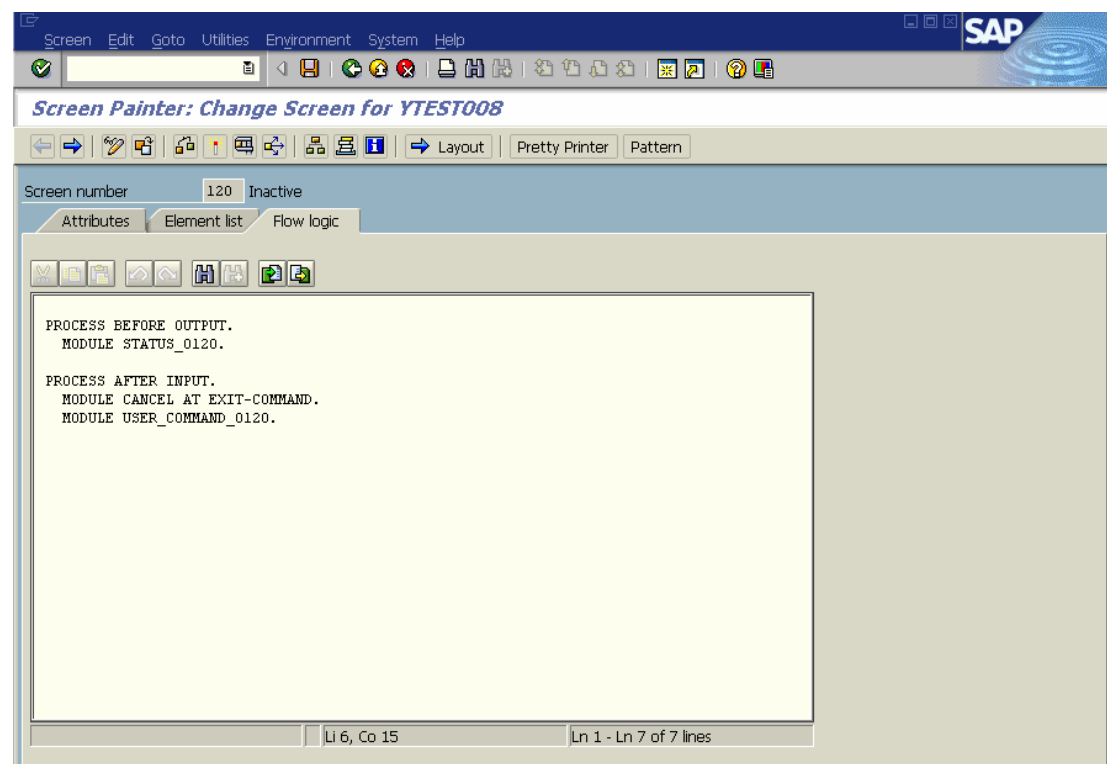 SAP
Screen Edit Goto Utilities Environment System Help
Screen Painter: Change Screen for YTEST008
Layout Pretty Printer Pattern
Screen number 120 Inactive
Attributes Element list Flow logic
PROCESS BEFORE OUTPUT.
MODULE STATUS_0120.
PROCESS AFTER INPUT.
MODULE CANCEL AT EXIT-COMMAND.
MODULE USER_COMMAND_0120.
Li 6, Co 15 Ln 1 - Ln 7 of 7 lines